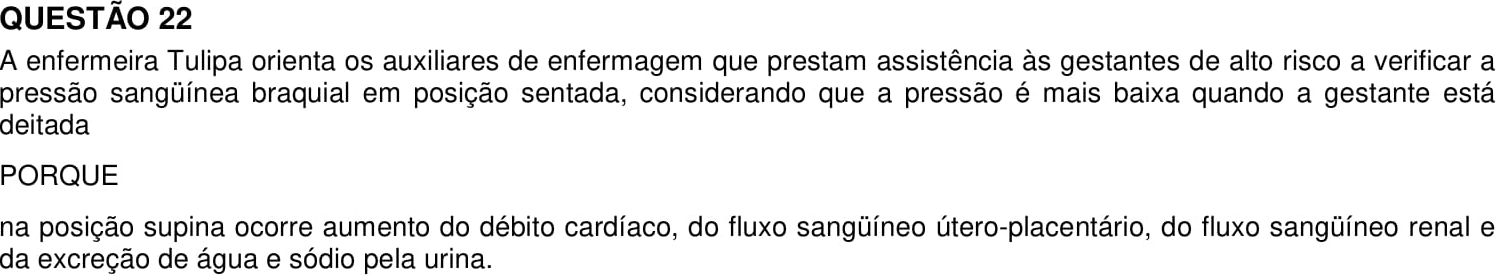 QUESTÃO 22
A enfermeira Tulipa orienta os auxiliares de enfermagem que prestam assistência às gestantes de alto risco a verificar a
pressão sangüínea braquial em posição sentada, considerando que a pressão é mais baixa quando a gestante está
deitada
PORQUE
na posição supina ocorre aumento do débito cardíaco, do fluxo sangüíneo útero-placentário, do fluxo sangüíneo renal e
da excreção de água e sódio pela urina.